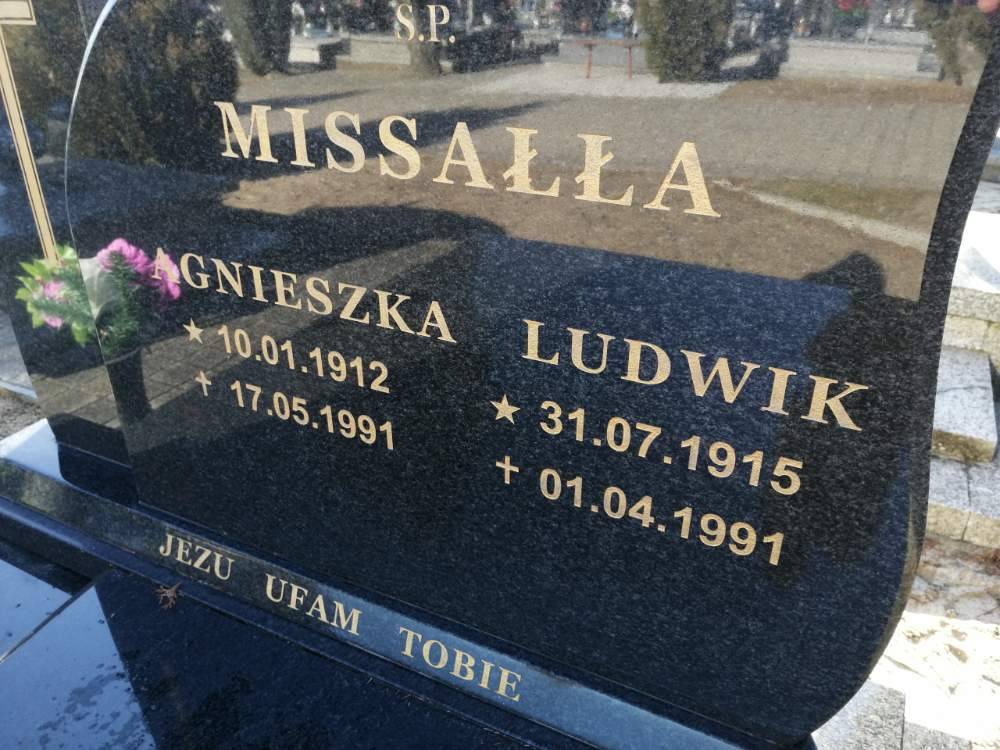 Ś.P.
MISSAŁŁA
AGNIESZKA
★ 10.01.1912
✝ 17.05.1991
LUDWIK
★ 31.07.1915
✝ 01.04.1991
JEZU UFAM TOBIE